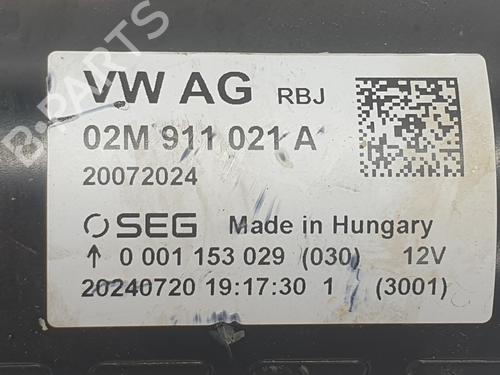 B-PARTS
VW AG RBJ
02M 911 021 A
20072024
SEG Made in Hungary
↑ 0 001 153 029 (030) 12V
20240720 19:17:30 1 (3001)